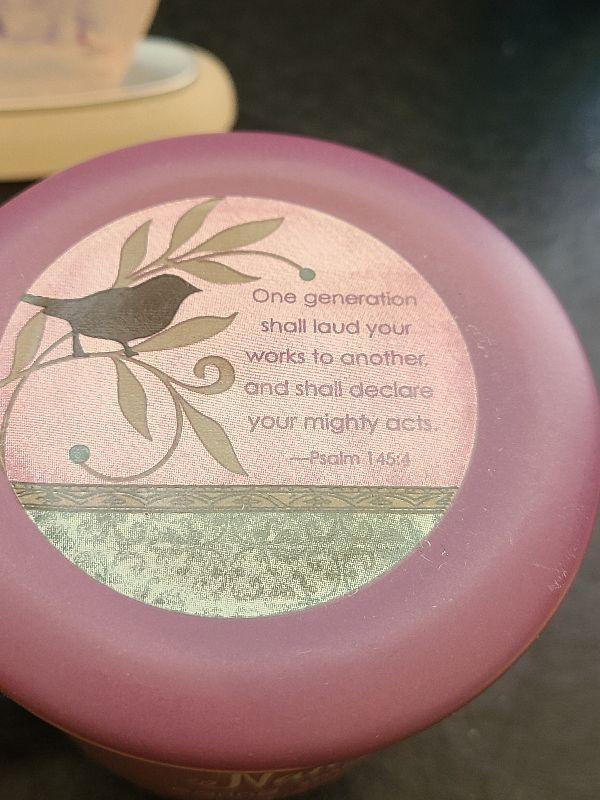 One generation
shall laud your
works to another,
and shall declare
your mighty acts.
—Psalm 145:4